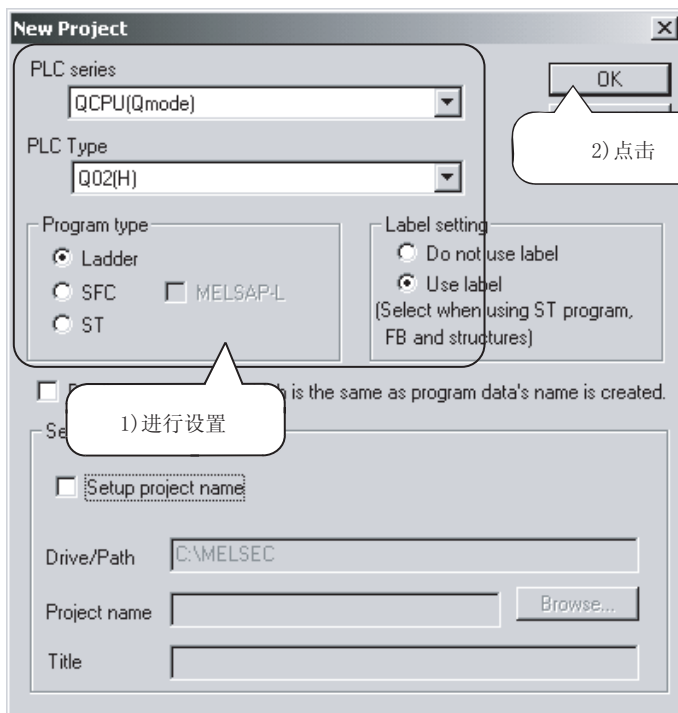 New Project
PLC series
QCPU(Qmode)
OK
PLC Type
Q02(H)
2)点击
Program type
Ladder
SFC
MELSAP-L
ST
Label setting
Do not use label
Use label
(Select when using ST program,
FB and structures)
is the same as program data's name is created.
1)进行设置
Setup project name
Drive/Path
C:\MELSEC
Project name
Browse...
Title